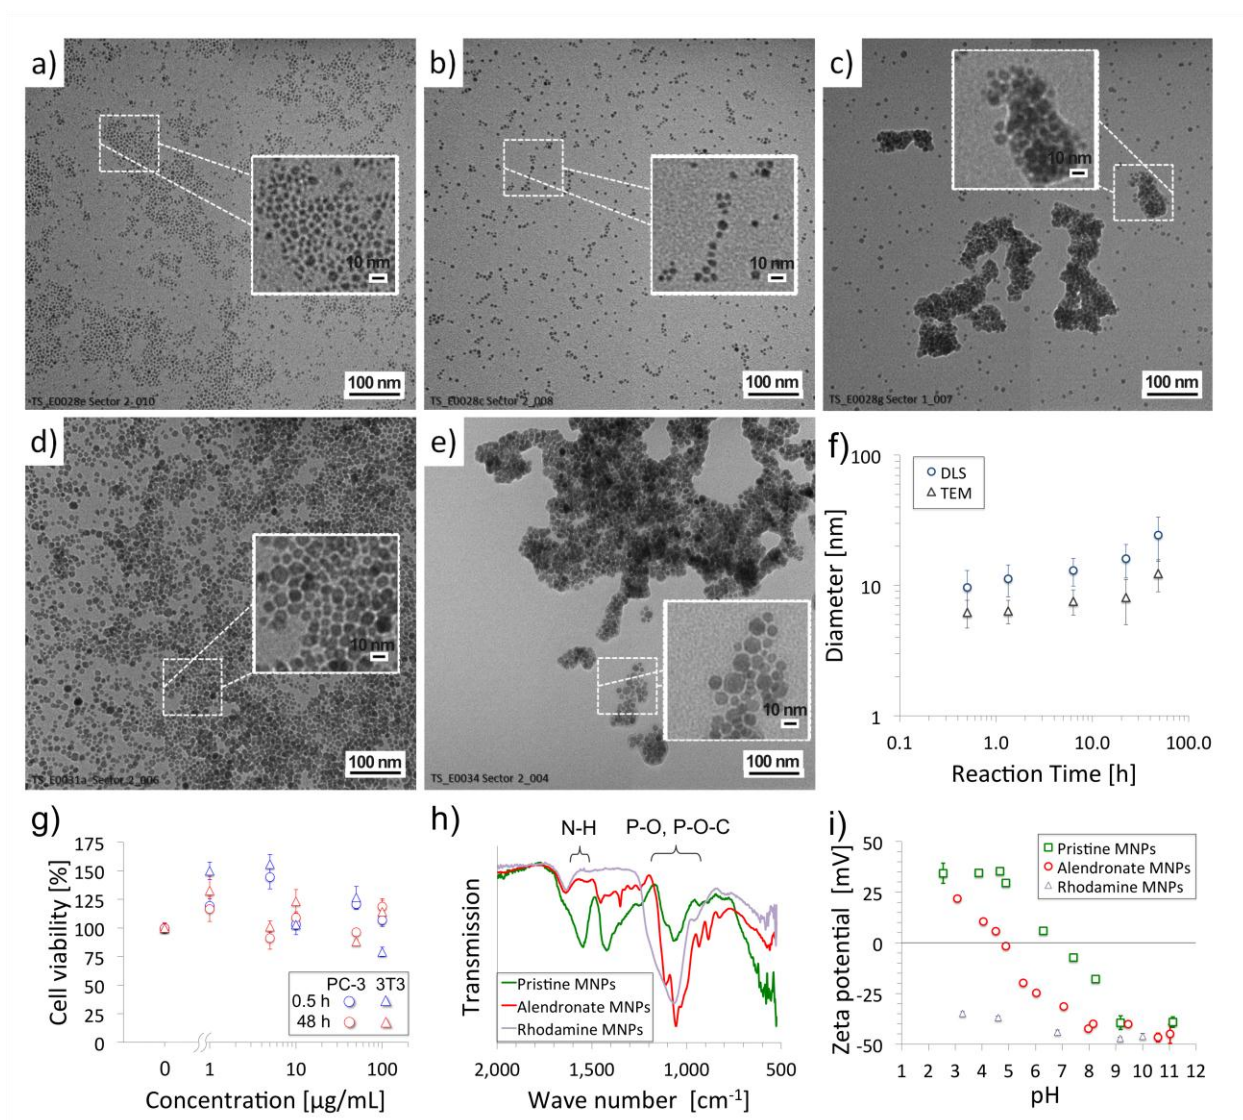 a)
10 nm
100 nm
TS_E0028e Sector 2_010
b)
10 nm
100 nm
TS_E0028c Sector 2_008
c)
10 nm
100 nm
TS_E0028g Sector 1_007
d)
10 nm
100 nm
TS_E0031a_Sector 2_006
e)
10 nm
100 nm
TS_E0034 Sector 2_004
f)
100
10
1
Diameter [nm]
DLS
TEM
0.1 1.0 10.0 100.0
Reaction Time [h]
g)
175
150
125
100
75
50
25
0
Cell viability [%]
PC-3 3T3
0.5 h
48 h
0 1 10 100
Concentration [µg/mL]
h)
N-H P-O, P-O-C
Transmission
Pristine MNPs
Alendronate MNPs
Rhodamine MNPs
2,000 1,500 1,000 500
Wave number [cm-1]
i)
50
25
0
-25
-50
Zeta potential [mV]
Pristine MNPs
Alendronate MNPs
Rhodamine MNPs
1 2 3 4 5 6 7 8 9 10 11 12
pH